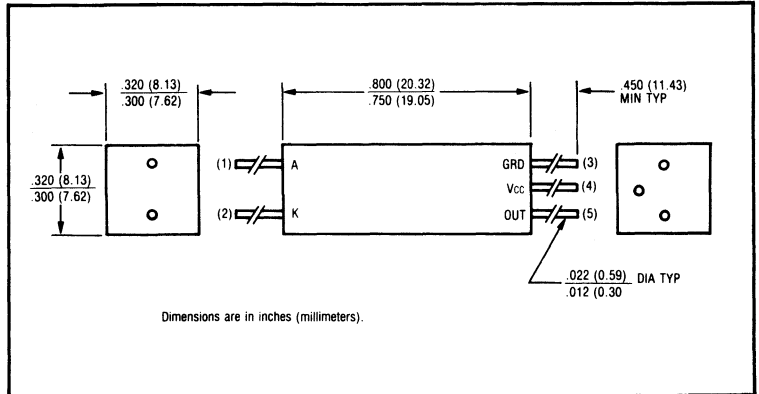 .320 (8.13)
.300 (7.62)
.800 (20.32)
.750 (19.05)
.450 (11.43)
MIN TYP
.320 (8.13)
.300 (7.62)
(1) A
(2) K
GRD (3)
Vcc (4)
OUT (5)
.022 (0.59) DIA TYP
.012 (0.30
Dimensions are in inches (millimeters).